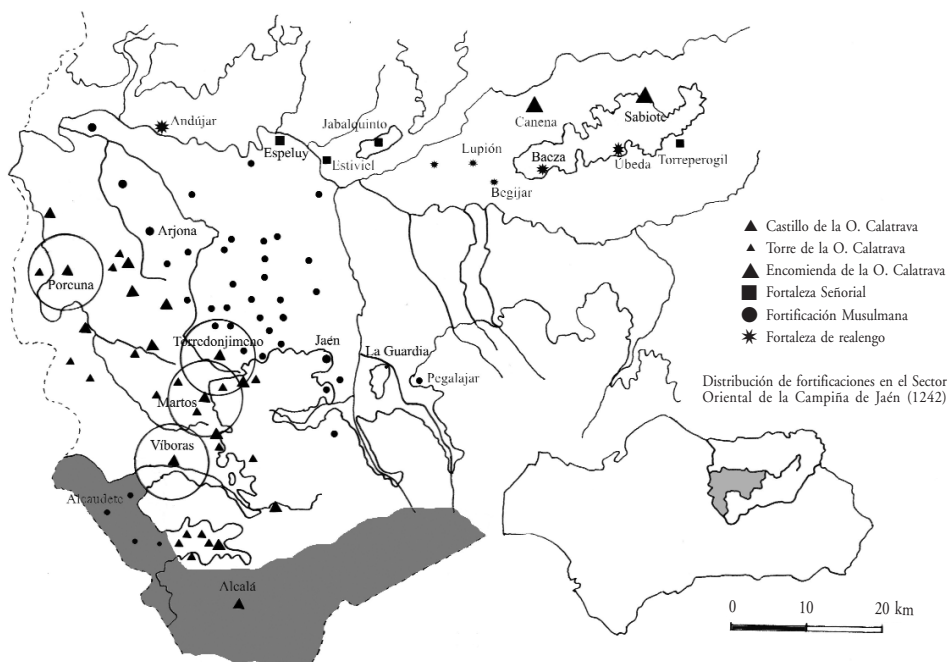 Andújar
Jabalquinto
Espeluy
Estiviel
Lupión
Begijar
Canena
Sabiote
Baeza
Úbeda
Torreperogil
Arjona
Porcuna
Torredonjimeno
Jaén
La Guardia
Pegalajar
Martos
Víboras
Alcaudete
Alcalá
Castillo de la O. Calatrava
Torre de la O. Calatrava
Encomienda de la O. Calatrava
Fortaleza Señorial
Fortificación Musulmana
Fortaleza de realengo
Distribución de fortificaciones en el Sector
Oriental de la Campiña de Jaén (1242)
0 10 20 km